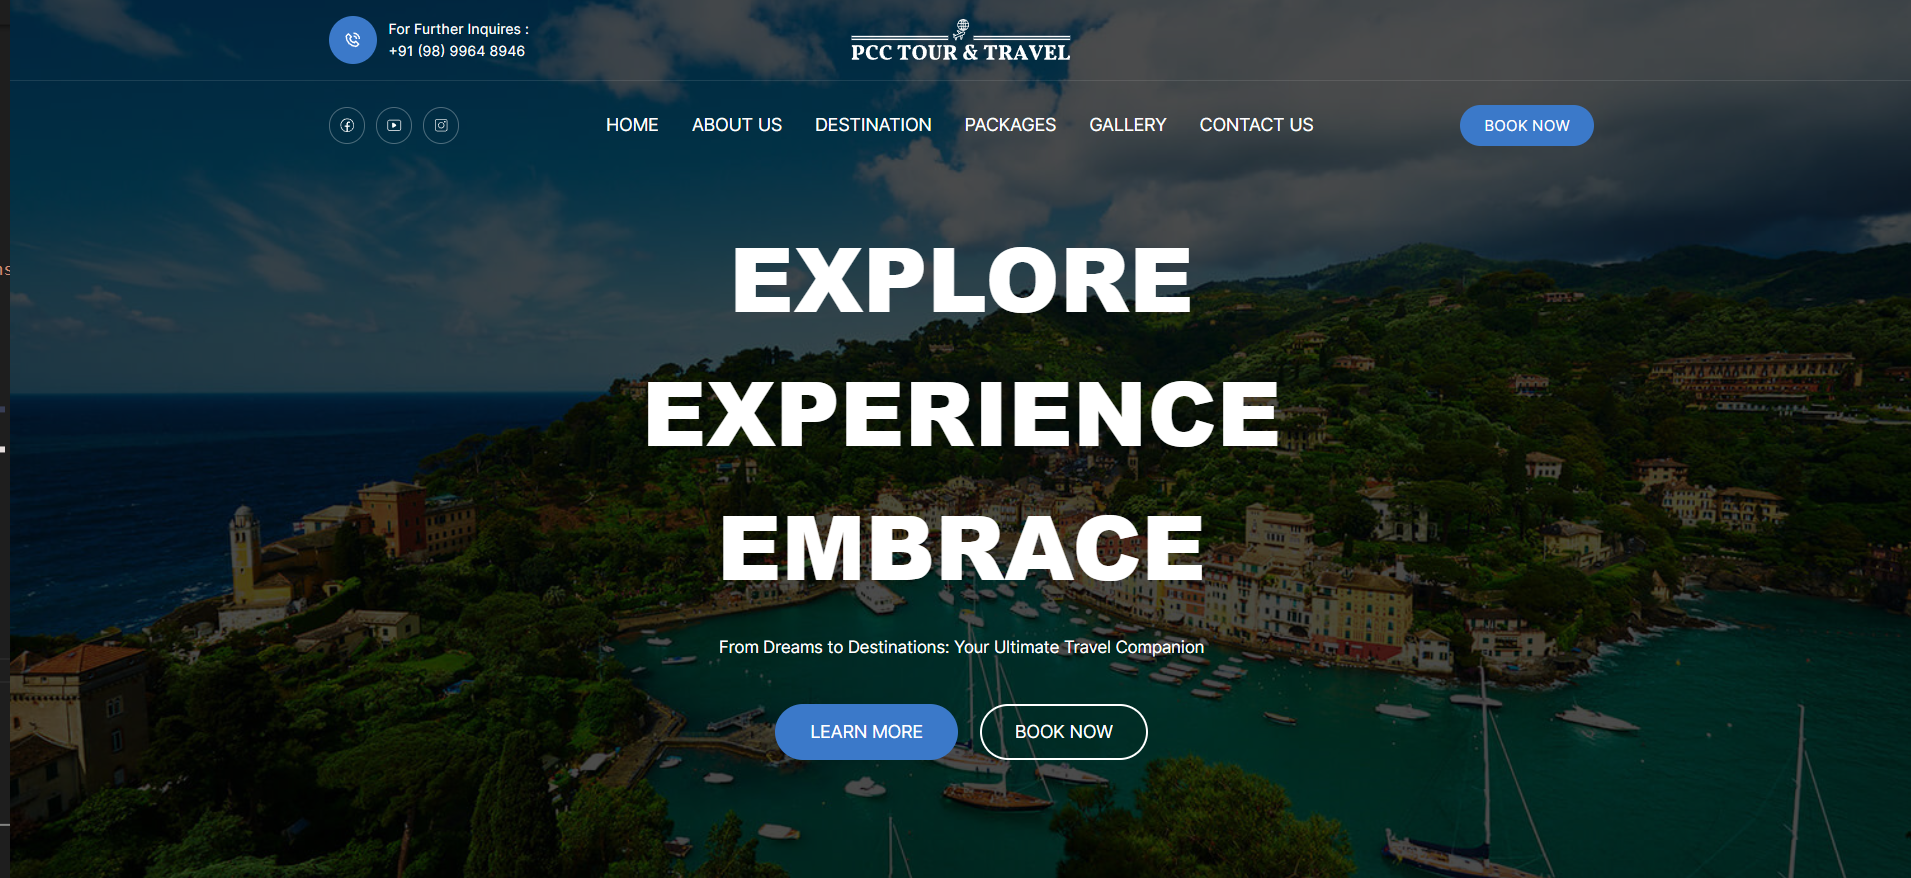 For Further Inquires :
+91 (98) 9964 8946
PCC TOUR & TRAVEL
HOME ABOUT US DESTINATION PACKAGES GALLERY CONTACT US
BOOK NOW
EXPLORE
EXPERIENCE
EMBRACE
From Dreams to Destinations: Your Ultimate Travel Companion
LEARN MORE BOOK NOW